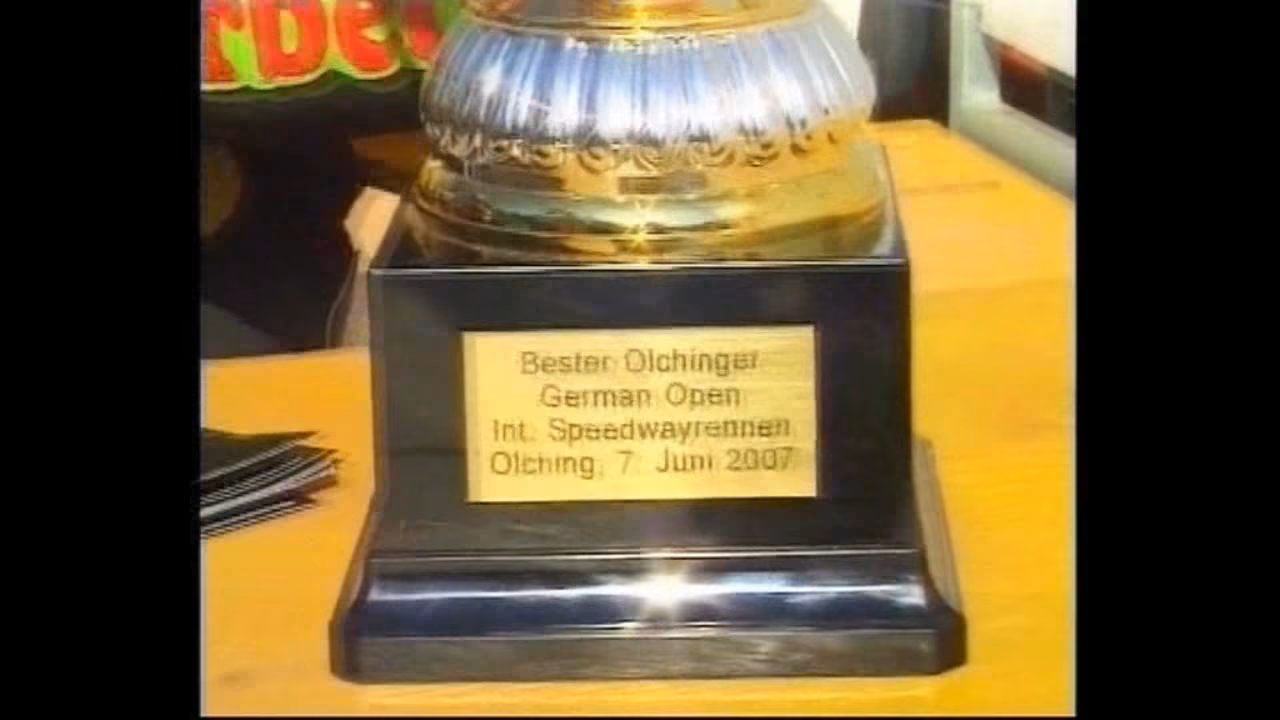 Bester Olchinger
German Open
Int. Speedwayrennen
Olching, 7. Juni 2007